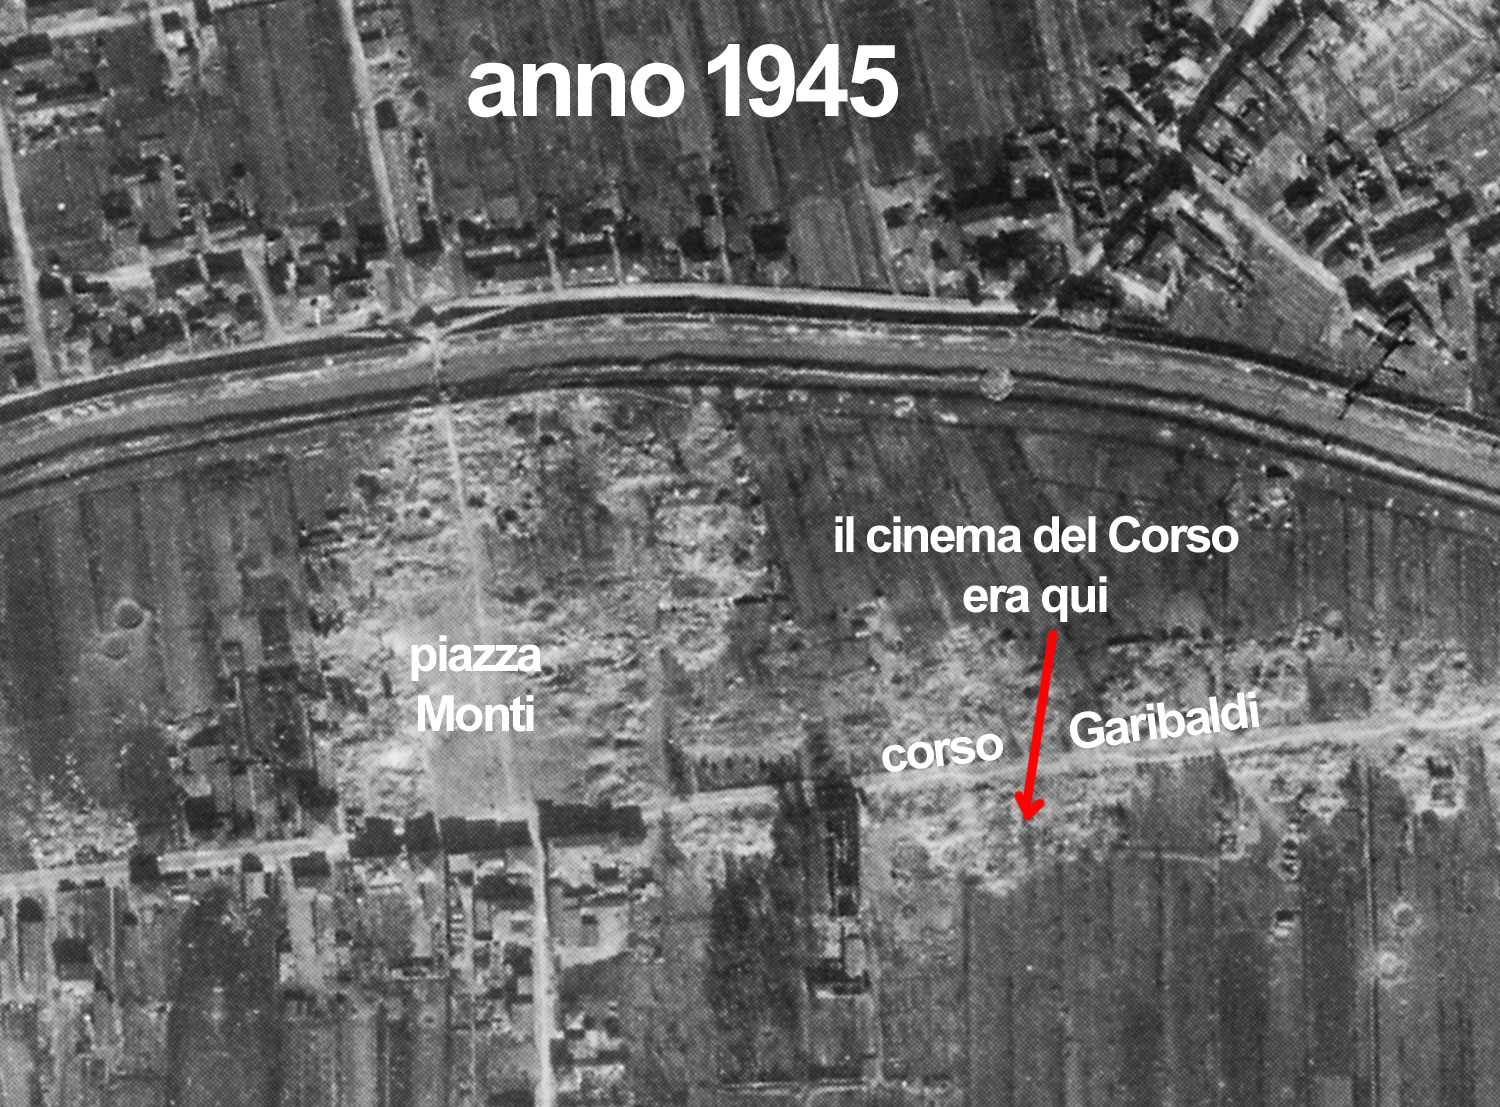 anno 1945
il cinema del Corso
era qui
piazza
Monti
corso Garibaldi